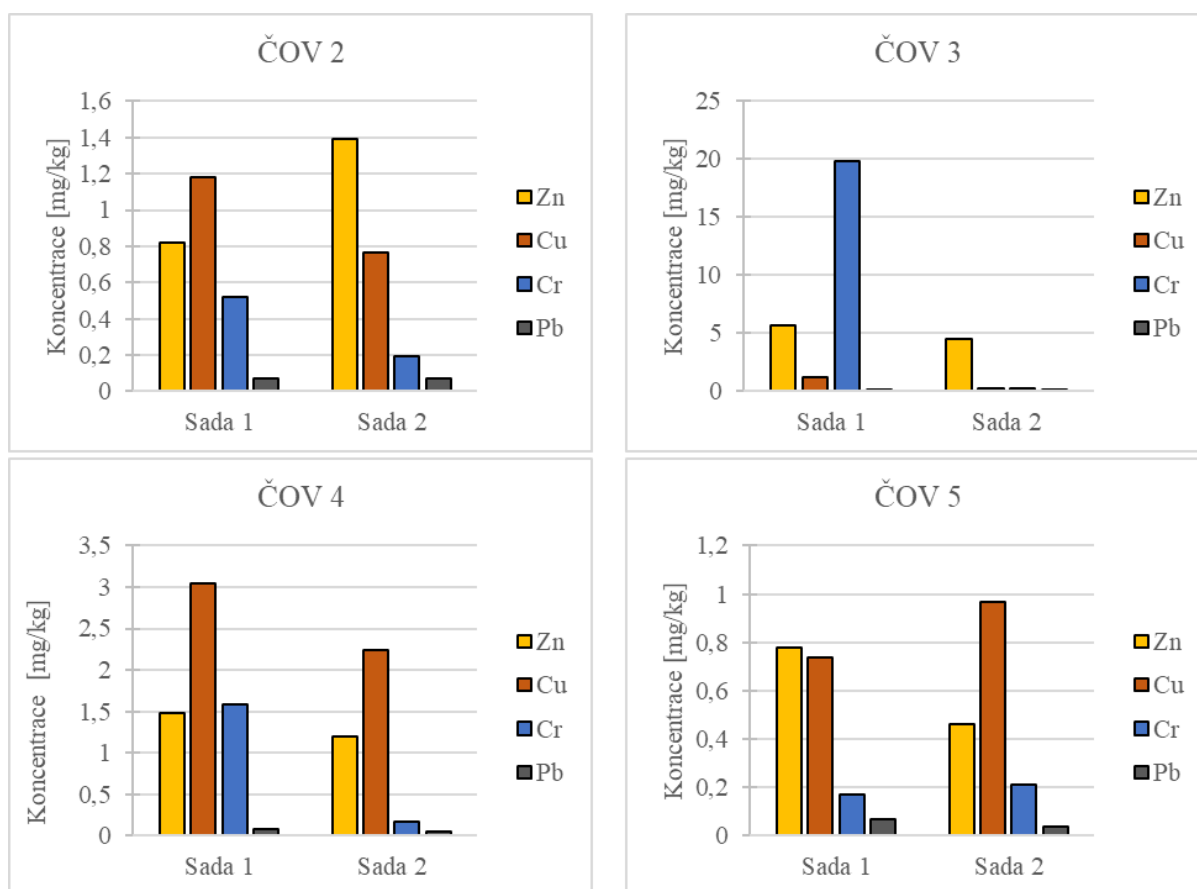 ČOV 2
Koncentrace [mg/kg]
1,6
1,4
1,2
1
0,8
0,6
0,4
0,2
0
Sada 1
Sada 2
Zn
Cu
Cr
Pb
ČOV 3
Koncentrace [mg/kg]
25
20
15
10
5
0
Sada 1
Sada 2
Zn
Cu
Cr
Pb
ČOV 4
Koncentrace [mg/kg]
3,5
3
2,5
2
1,5
1
0,5
0
Sada 1
Sada 2
Zn
Cu
Cr
Pb
ČOV 5
Koncentrace [mg/kg]
1,2
1
0,8
0,6
0,4
0,2
0
Sada 1
Sada 2
Zn
Cu
Cr
Pb